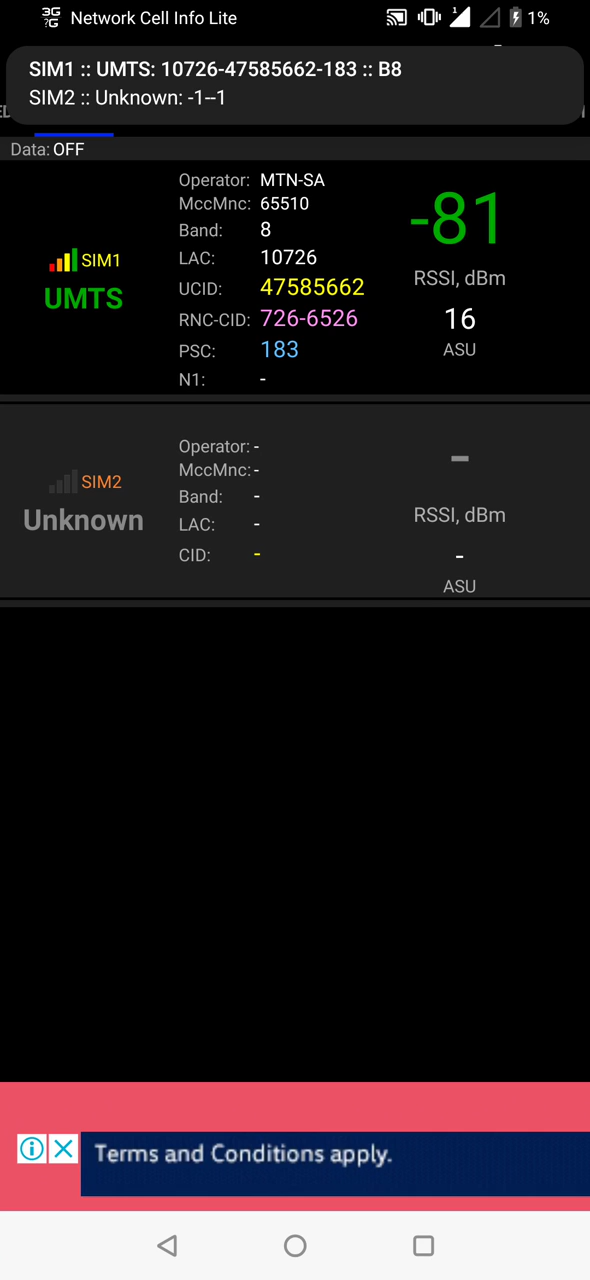 3G
?G
Network Cell Info Lite
1
1%
SIM1 :: UMTS: 10726-47585662-183 :: B8
SIM2 :: Unknown: -1--1
Data: OFF
SIM1
UMTS
Operator: MTN-SA
MccMnc: 65510
Band: 8
LAC: 10726
UCID: 47585662
RNC-CID: 726-6526
PSC: 183
N1: -
-81
RSSI, dBm
16
ASU
SIM2
Unknown
Operator: -
MccMnc: -
Band: -
LAC: -
CID: -
-
RSSI, dBm
-
ASU
Terms and Conditions apply.